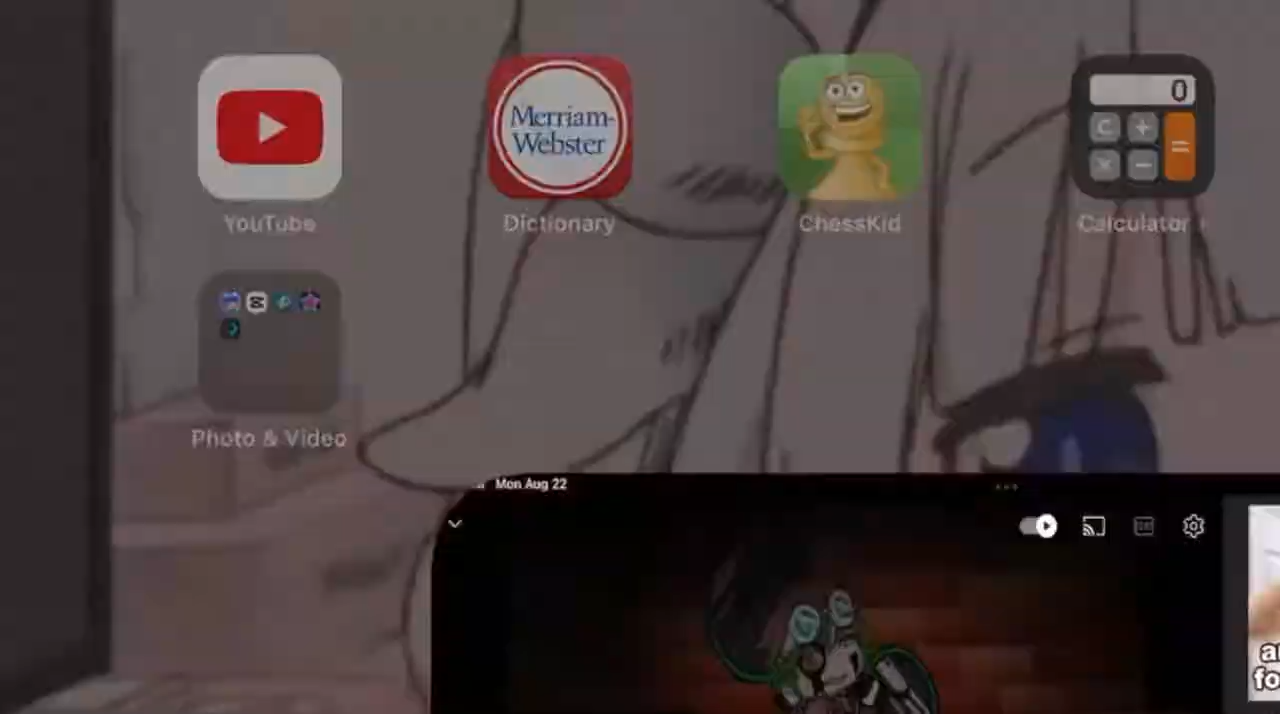 0
Merriam-
Webster
C +
=
× −
YouTube
Dictionary
ChessKid
Calculator
Photo & Video
Mon Aug 22